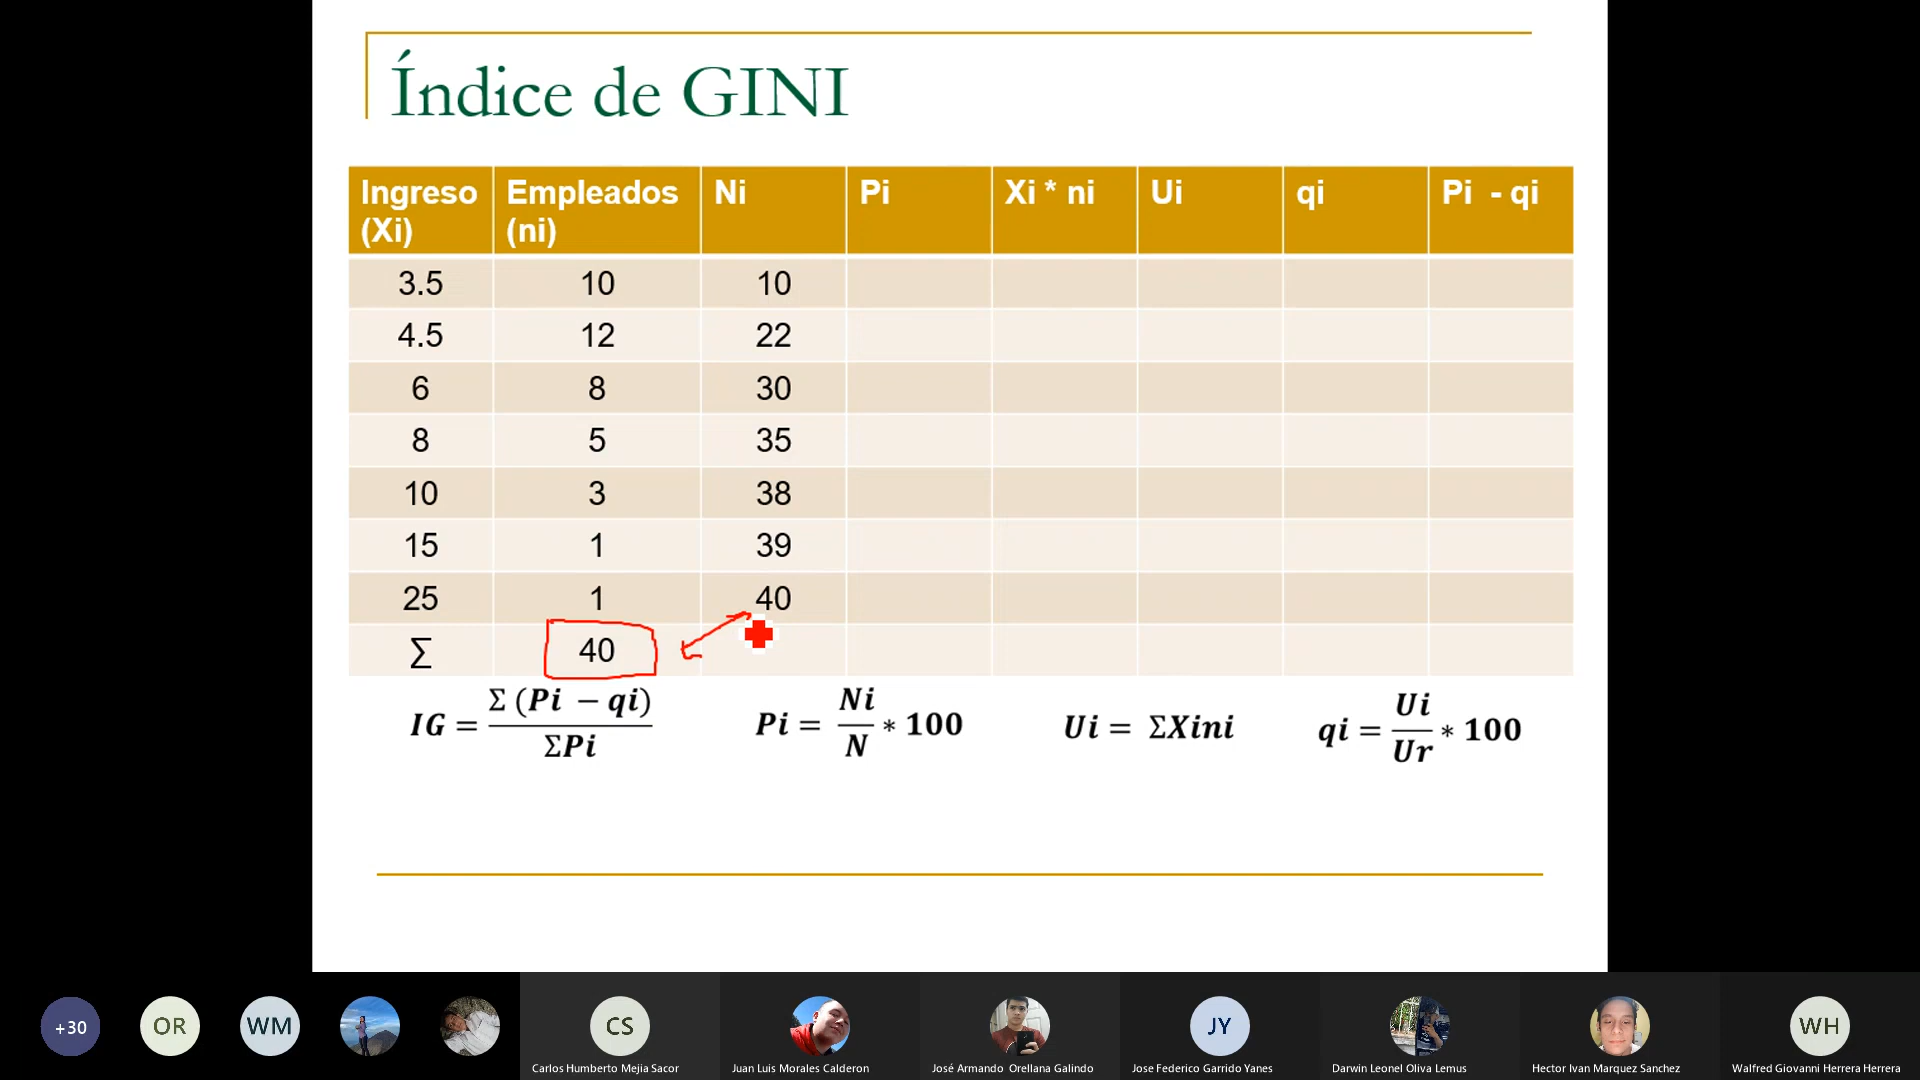 Índice de GINI
Ingreso (Xi) Empleados (ni) Ni Pi Xi * ni Ui qi Pi - qi
3.5 10 10
4.5 12 22
6 8 30
8 5 35
10 3 38
15 1 39
25 1 40
Σ 40
IG = Σ (Pi − qi) / ΣPi Pi = Ni / N * 100 Ui = ΣXini qi = Ui / Ur * 100
+30 OR WM CS JY WH
Carlos Humberto Mejia Sacor Juan Luis Morales Calderon José Armando Orellana Galindo Jose Federico Garrido Yanes Darwin Leonel Oliva Lemus Hector Ivan Marquez Sanchez Walfred Giovanni Herrera Herrera